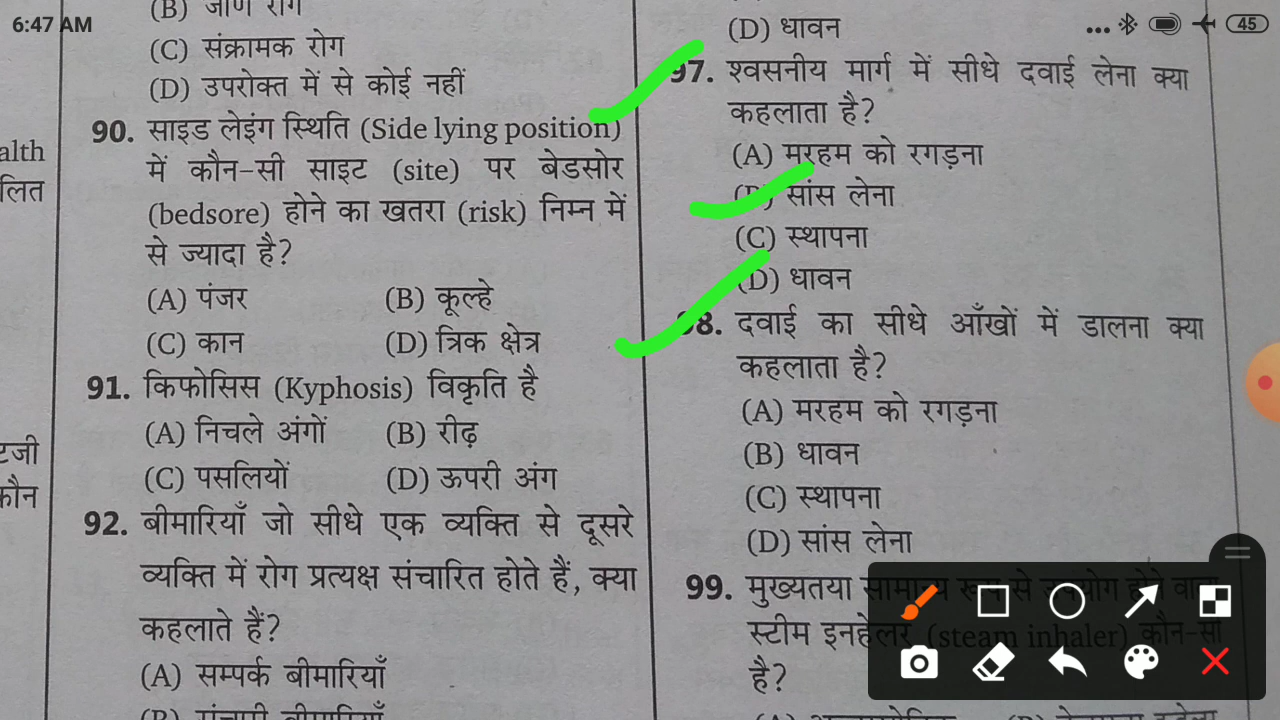 6:47 AM
45
(C) संक्रामक रोग
(D) उपरोक्त में से कोई नहीं
90. साइड लेइंग स्थिति (Side lying position)
में कौन-सी साइट (site) पर बेडसोर
(bedsore) होने का खतरा (risk) निम्न में
से ज्यादा है?
(A) पंजर
(B) कूल्हे
(C) कान
(D) त्रिक क्षेत्र
91. किफोसिस (Kyphosis) विकृति है
(A) निचले अंगों
(B) रीढ़
(C) पसलियों
(D) ऊपरी अंग
92. बीमारियाँ जो सीधे एक व्यक्ति से दूसरे
व्यक्ति में रोग प्रत्यक्ष संचारित होते हैं, क्या
कहलाते हैं?
(A) सम्पर्क बीमारियाँ
(D) धावन
97. श्वसनीय मार्ग में सीधे दवाई लेना क्या
कहलाता है?
(A) मरहम को रगड़ना
(B) सांस लेना
(C) स्थापना
(D) धावन
98. दवाई का सीधे आँखों में डालना क्या
कहलाता है?
(A) मरहम को रगड़ना
(B) धावन
(C) स्थापना
(D) सांस लेना
99. मुख्यतया सामान्य रूप से उपयोग होने वाला
स्टीम इनहेलर (steam inhaler) कौन-सा
है?